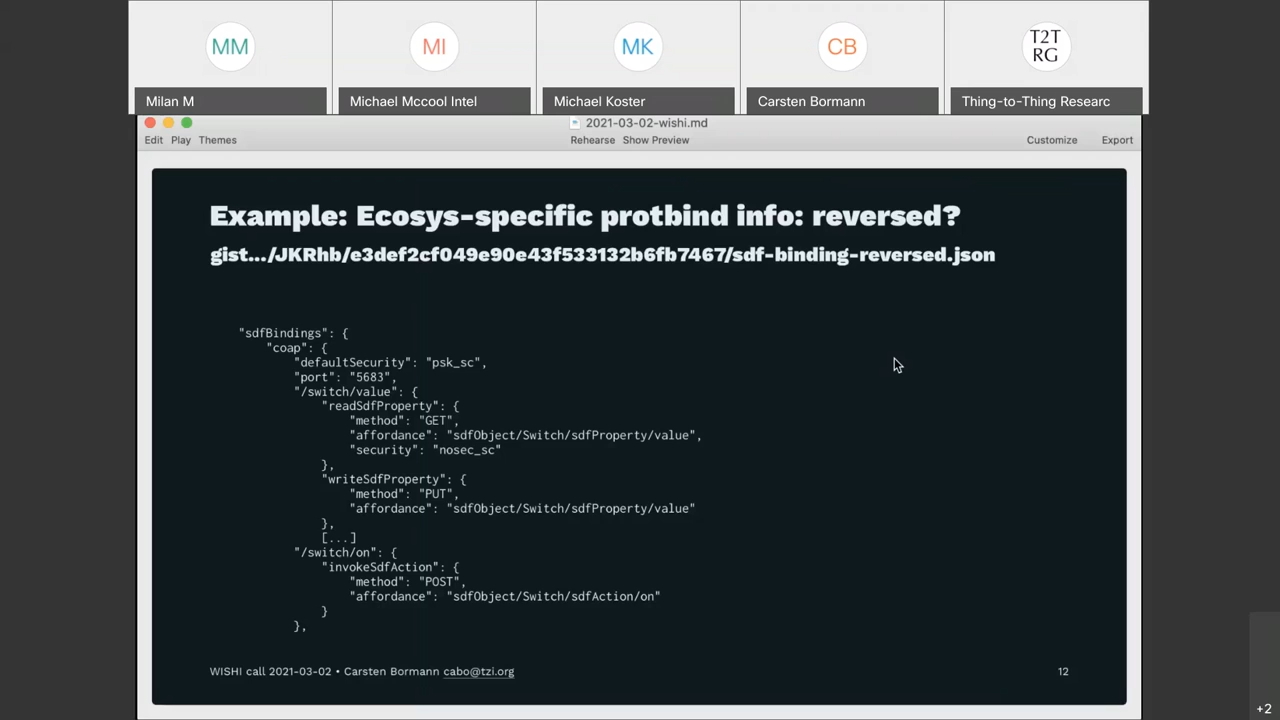 MM
MI
MK
CB
T2T
RG
Milan M
Michael Mccool Intel
Michael Koster
Carsten Bormann
Thing-to-Thing Researc
2021-03-02-wishi.md
Edit Play Themes
Rehearse Show Preview
Customize Export
Example: Ecosys-specific protbind info: reversed?
gist.../JKRhb/e3def2cf049e90e43f533132b6fb7467/sdf-binding-reversed.json
"sdfBindings": {
"coap": {
"defaultSecurity": "psk_sc",
"port": "5683",
"/switch/value": {
"readSdfProperty": {
"method": "GET",
"affordance": "sdfObject/Switch/sdfProperty/value",
"security": "nosec_sc"
},
"writeSdfProperty": {
"method": "PUT",
"affordance": "sdfObject/Switch/sdfProperty/value"
},
[...]
"/switch/on": {
"invokeSdfAction": {
"method": "POST",
"affordance": "sdfObject/Switch/sdfAction/on"
}
},
WISHI call 2021-03-02 • Carsten Bormann cabo@tzi.org
12
+2